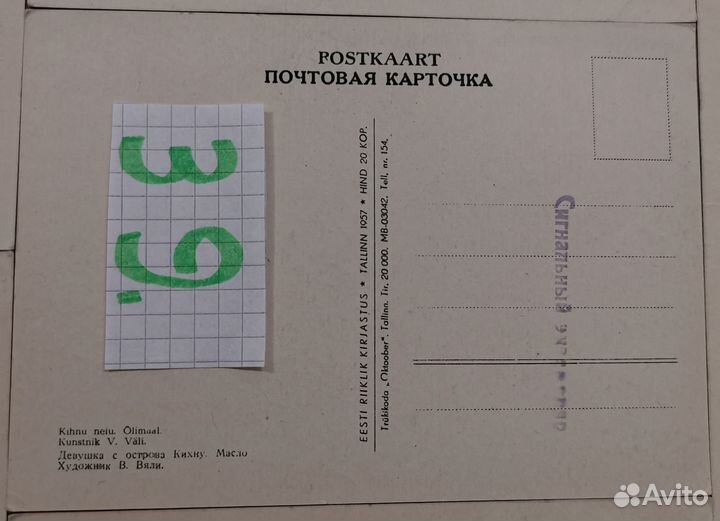 POSTKAART
ПОЧТОВАЯ КАРТОЧКА
39.
EESTI RIIKLIK KIRJASTUS ★ TALLINN 1957 ★ HIND 20 KOP.
Trükikoda „Oktoober". Tallinn. Tir. 20 000. MB-03042. Tell. nr. 154.
Сигнальный
Kihnu neiu. Õlimaal.
Kunstnik V. Väli.
Девушка с острова Кихну. Масло
Художник В. Вяли.
Avito